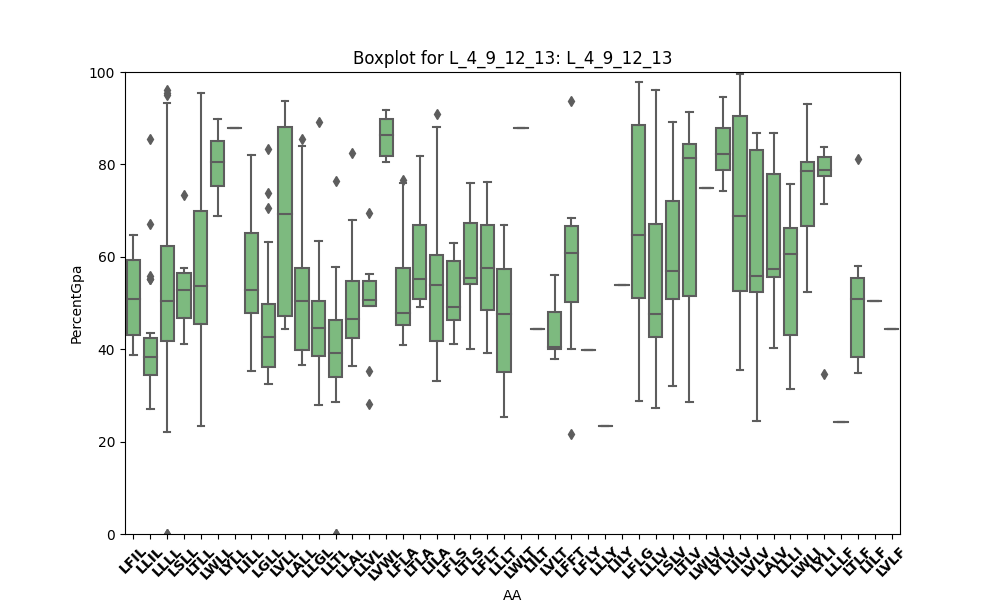 Boxplot for L_4_9_12_13: L_4_9_12_13
100
80
60
40
20
0
PercentGpa
LFIL
LLIL
LLLL
LSLL
LTLL
LWLL
LYLL
LILL
LGLL
LVLL
LALL
LLGL
LLTL
LLAL
LLVL
LVWL
LFLA
LTLA
LILA
LFLS
LTLS
LFLT
LLLT
LWLT
LILT
LVLT
LFFT
LFLY
LLLY
LILY
LFLG
LLLV
LSLV
LTLV
LWLV
LYLV
LILV
LVLV
LALV
LLLI
LWLI
LYLI
LLLF
LTLF
LILF
LVLF
AA